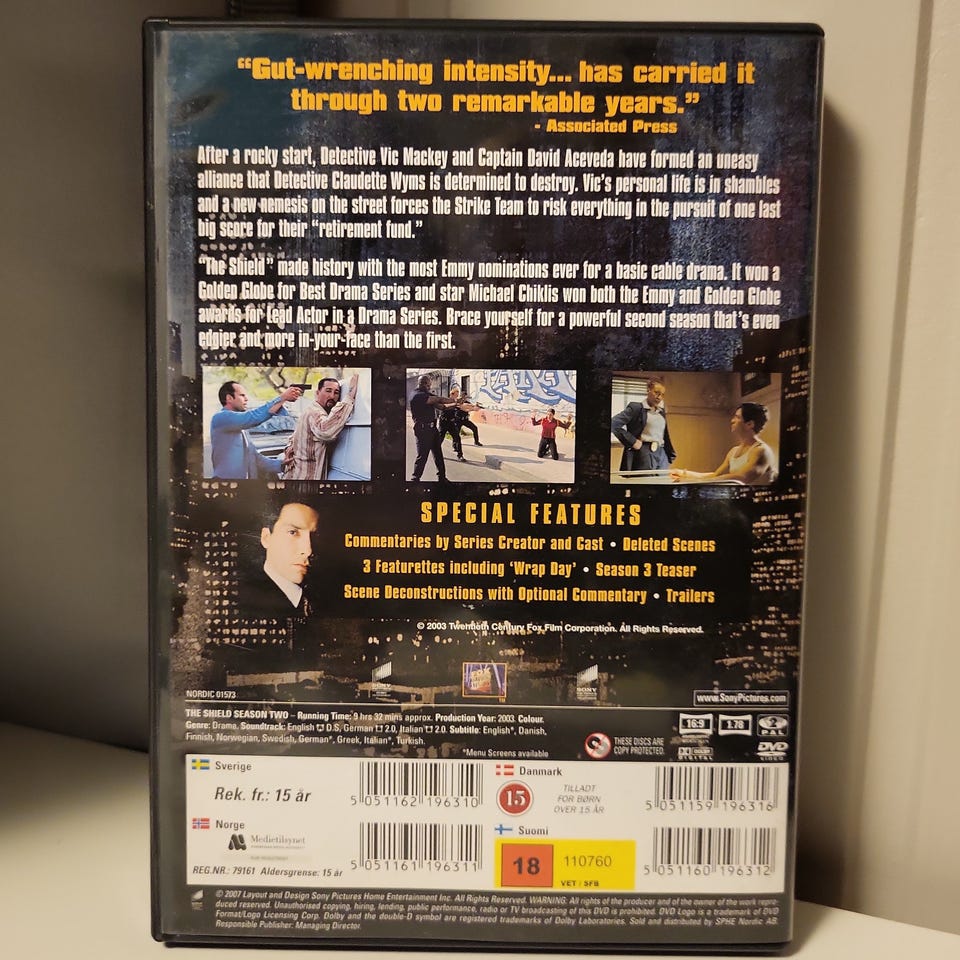 “Gut-wrenching intensity... has carried it
through two remarkable years.”
- Associated Press
After a rocky start, Detective Vic Mackey and Captain David Aceveda have formed an uneasy
alliance that Detective Claudette Wyms is determined to destroy. Vic's personal life is in shambles
and a new nemesis on the street forces the Strike Team to risk everything in the pursuit of one last
big score for their “retirement fund.”
“The Shield” made history with the most Emmy nominations ever for a basic cable drama. It won a
Golden Globe for Best Drama Series and star Michael Chiklis won both the Emmy and Golden Globe
awards for Lead Actor in a Drama Series. Brace yourself for a powerful second season that's even
edgier and more in-your-face than the first.
SPECIAL FEATURES
Commentaries by Series Creator and Cast • Deleted Scenes
3 Featurettes including ‘Wrap Day’ • Season 3 Teaser
Scene Deconstructions with Optional Commentary • Trailers
© 2003 Twentieth Century Fox Film Corporation. All Rights Reserved.
SONY
SONY
NORDIC 01573
www.SonyPictures.com
THE SHIELD SEASON TWO – Running Time: 9 hrs 32 mins approx. Production Year: 2003. Colour.
Genre: Drama. Soundtrack: English D.S, German 2.0, Italian 2.0. Subtitle: English*, Danish,
Finnish, Norwegian, Swedish, German*, Greek, Italian*, Turkish.
*Menu Screens available
THESE DISCS ARE
COPY PROTECTED.
16:9
1.78
2
PAL
DOLBY
DIGITAL
DVD
VIDEO
Sverige
Rek. fr.: 15 år
5 051162 196310
Danmark
15
TILLADT
FOR BØRN
OVER 15 ÅR
5 051159 196316
Norge
Medietilsynet
REG.NR.: 79161 Aldersgrense: 15 år
5 051161 196311
Suomi
18
110760
VET / SFB
5 051160 196312
© 2007 Layout and Design Sony Pictures Home Entertainment Inc. All Rights Reserved. WARNING: All rights of the producer and of the owner of the work repro-
duced reserved. Unauthorised copying, hiring, lending, public performance, radio or TV broadcasting of this DVD is prohibited. DVD Logo is a trademark of DVD
Format/Logo Licensing Corp. Dolby and the double-D symbol are registered trademarks of Dolby Laboratories. Sold and distributed by SPHE Nordic AB.
Responsible Publisher: Managing Director.